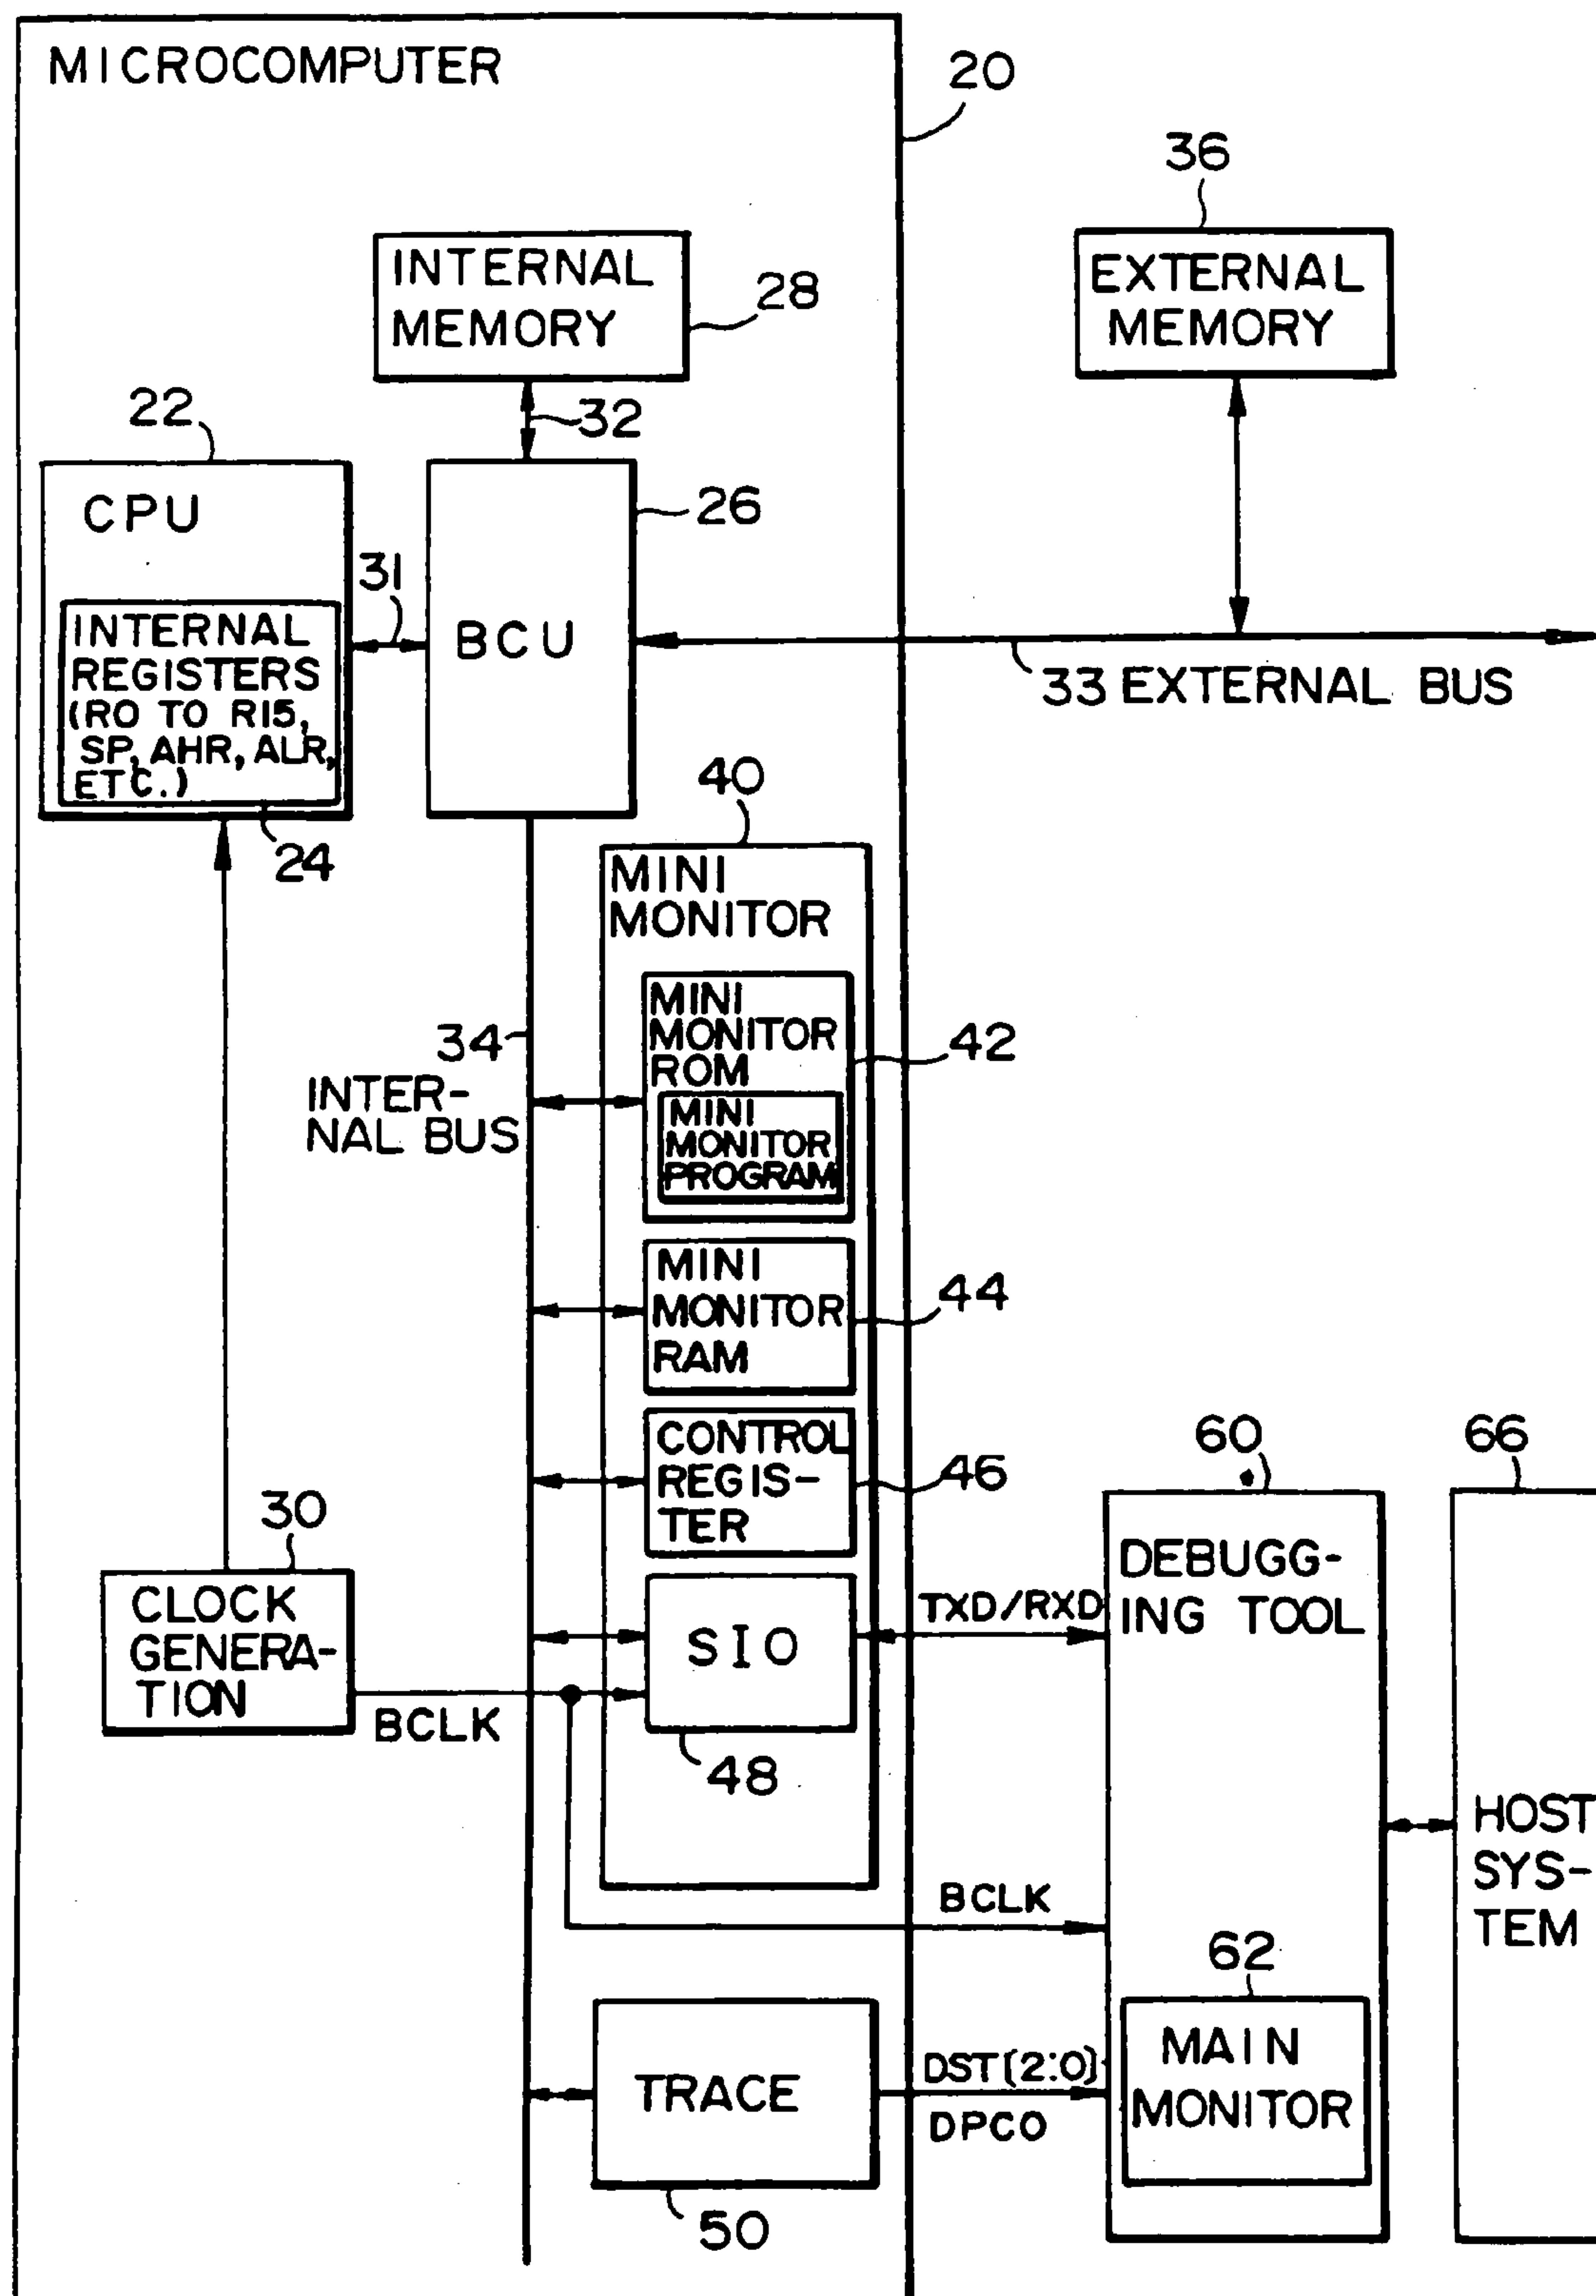 MICROCOMPUTER
20
36
INTERNAL
MEMORY
28
EXTERNAL
MEMORY
32
22
CPU
26
31
INTERNAL
REGISTERS
(RO TO R15,
SP, AHR, ALR,
ETC.)
24
BCU
33 EXTERNAL BUS
40
MINI
MONITOR
MINI
MONITOR
ROM
42
MINI
MONITOR
PROGRAM
34
INTER-
NAL BUS
MINI
MONITOR
RAM
44
CONTROL
REGIS-
TER
46
60
66
30
CLOCK
GENERA-
TION
BCLK
SIO
48
TXD/RXD
DEBUGG-
ING TOOL
HOST
SYS-
TEM
BCLK
62
MAIN
MONITOR
TRACE
50
DST[2:0]
DPCO